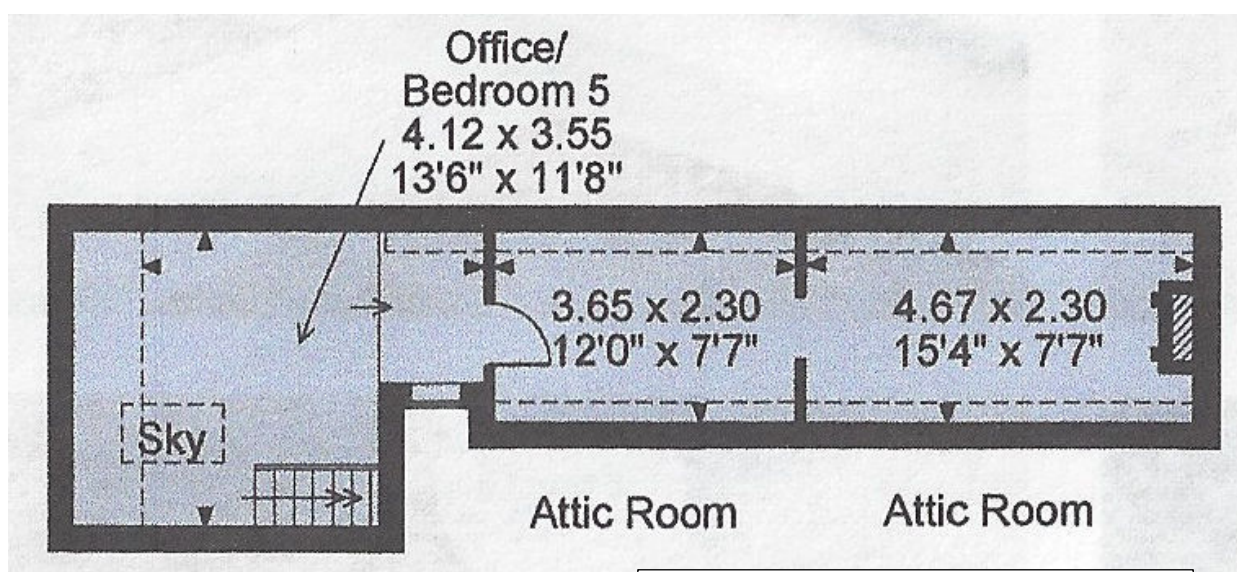 Office/
Bedroom 5
4.12 x 3.55
13'6" x 11'8"
3.65 x 2.30
12'0" x 7'7"
4.67 x 2.30
15'4" x 7'7"
Sky
Attic Room
Attic Room